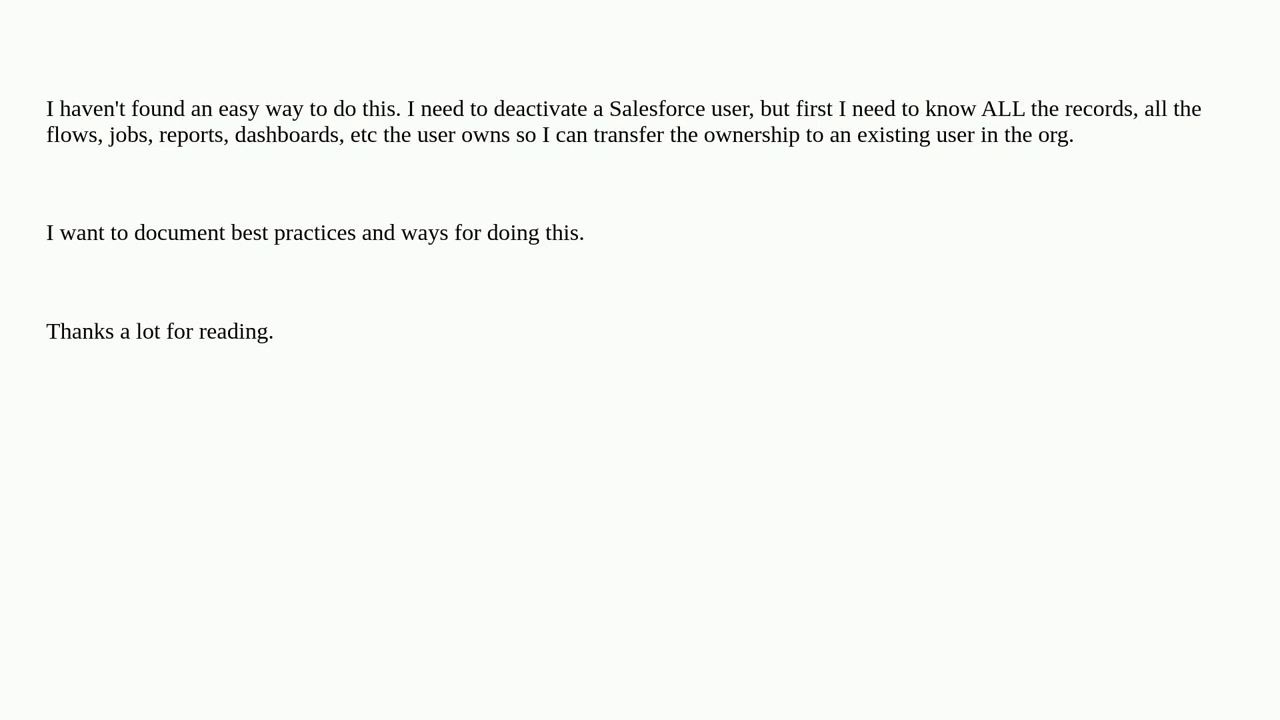 I haven't found an easy way to do this. I need to deactivate a Salesforce user, but first I need to know ALL the records, all the
flows, jobs, reports, dashboards, etc the user owns so I can transfer the ownership to an existing user in the org.
I want to document best practices and ways for doing this.
Thanks a lot for reading.